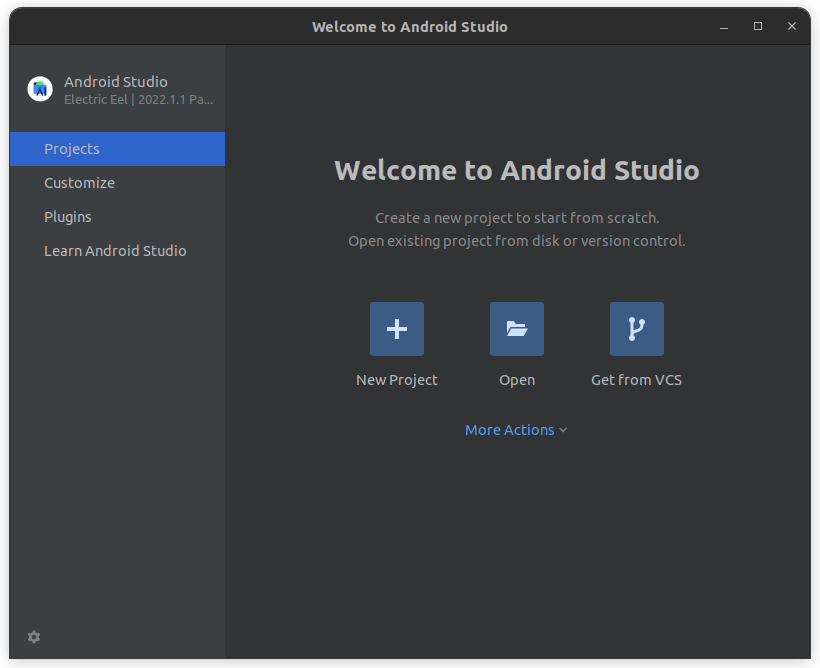 Welcome to Android Studio
Android Studio
Electric Eel | 2022.1.1 Pa...
Projects
Customize
Plugins
Learn Android Studio
Welcome to Android Studio
Create a new project to start from scratch.
Open existing project from disk or version control.
New Project
Open
Get from VCS
More Actions